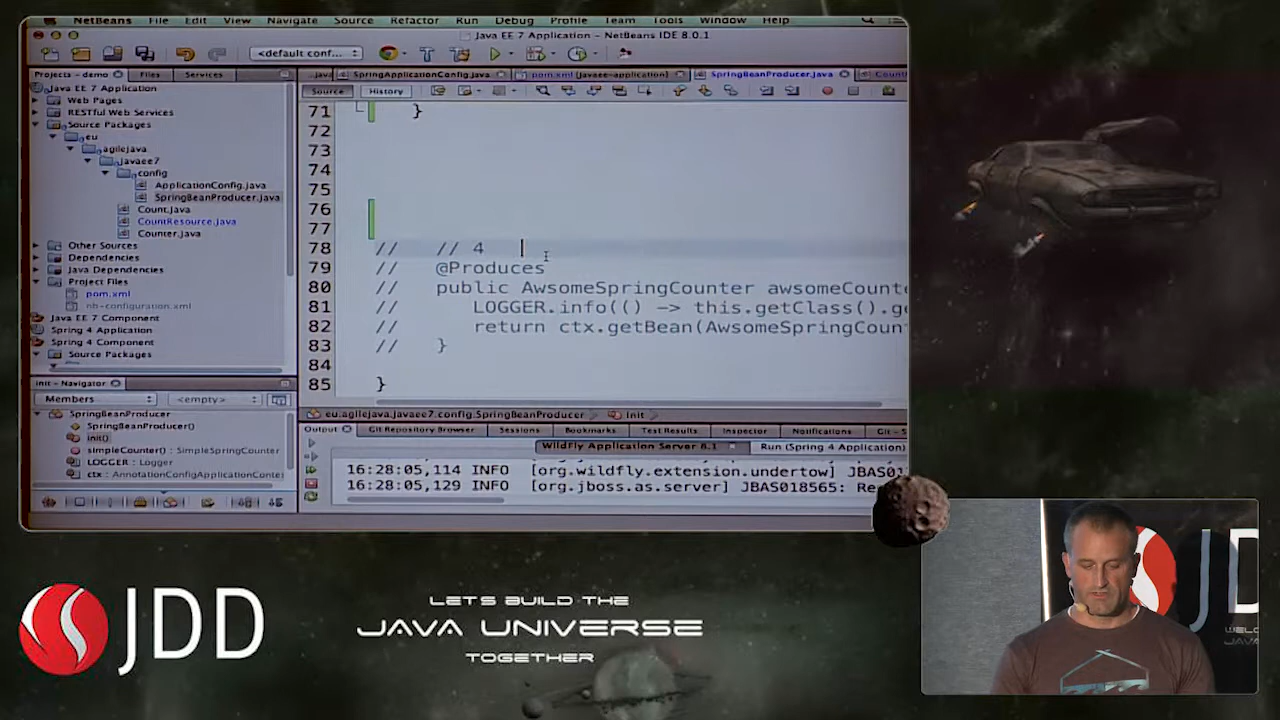 NetBeans File Edit View Navigate Source Refactor Run Debug Profile Team Tools Window Help
Java EE 7 Application - NetBeans IDE 8.0.1
<default conf...
Projects - demo Files Services
...java SpringApplicationConfig.java pom.xml [javaee-application] SpringBeanProducer.java Count
Source History
Java EE 7 Application
Web Pages
RESTful Web Services
Source Packages
eu
agilejava
javaee7
config
ApplicationConfig.java
SpringBeanProducer.java
Count.java
CountResource.java
Counter.java
Other Sources
Dependencies
Java Dependencies
Project Files
pom.xml
nb-configuration.xml
Java EE 7 Component
Spring 4 Application
Spring 4 Component
Source Packages
71 }
72
73
74
75
76
77
78 // // 4
79 // @Produces
80 // public AwsomeSpringCounter awsomeCounte
81 // LOGGER.info(() -> this.getClass().ge
82 // return ctx.getBean(AwsomeSpringCount
83 // }
84
85 }
init - Navigator
Members <empty>
SpringBeanProducer
SpringBeanProducer()
init()
simpleCounter() : SimpleSpringCounter
LOGGER : Logger
ctx : AnnotationConfigApplicationConte
eu.agilejava.javaee7.config.SpringBeanProducer init
Output Git Repository Browser Sessions Bookmarks Test Results Inspector Notifications Git - S
WildFly Application Server 8.1 Run (Spring 4 Application)
16:28:05,114 INFO [org.wildfly.extension.undertow] JBAS01
16:28:05,129 INFO [org.jboss.as.server] JBAS018565: Re
JDD
LETS BUILD THE
JAVA UNIVERSE
TOGETHER
JD
WELC
JAVA